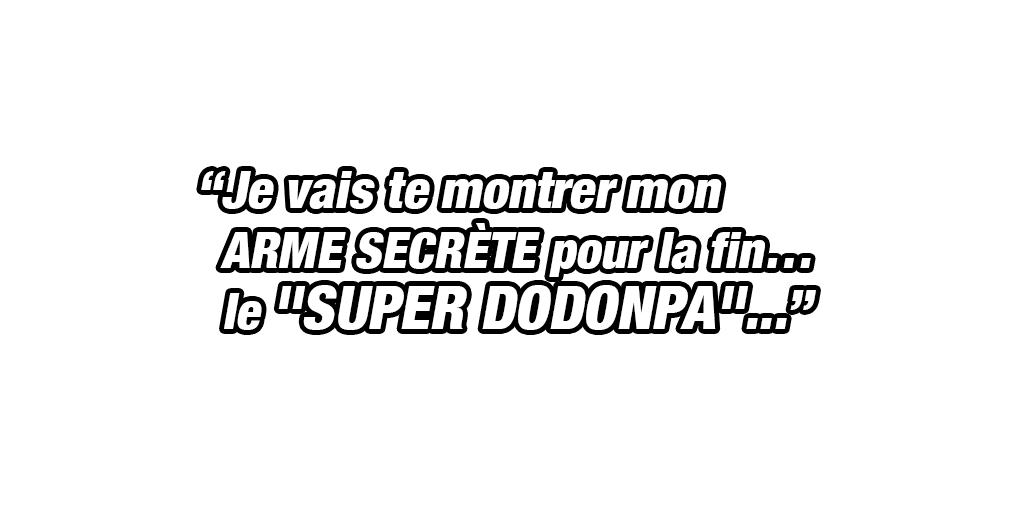 “Je vais te montrer mon
ARME SECRÈTE pour la fin...
le "SUPER DODONPA"...”